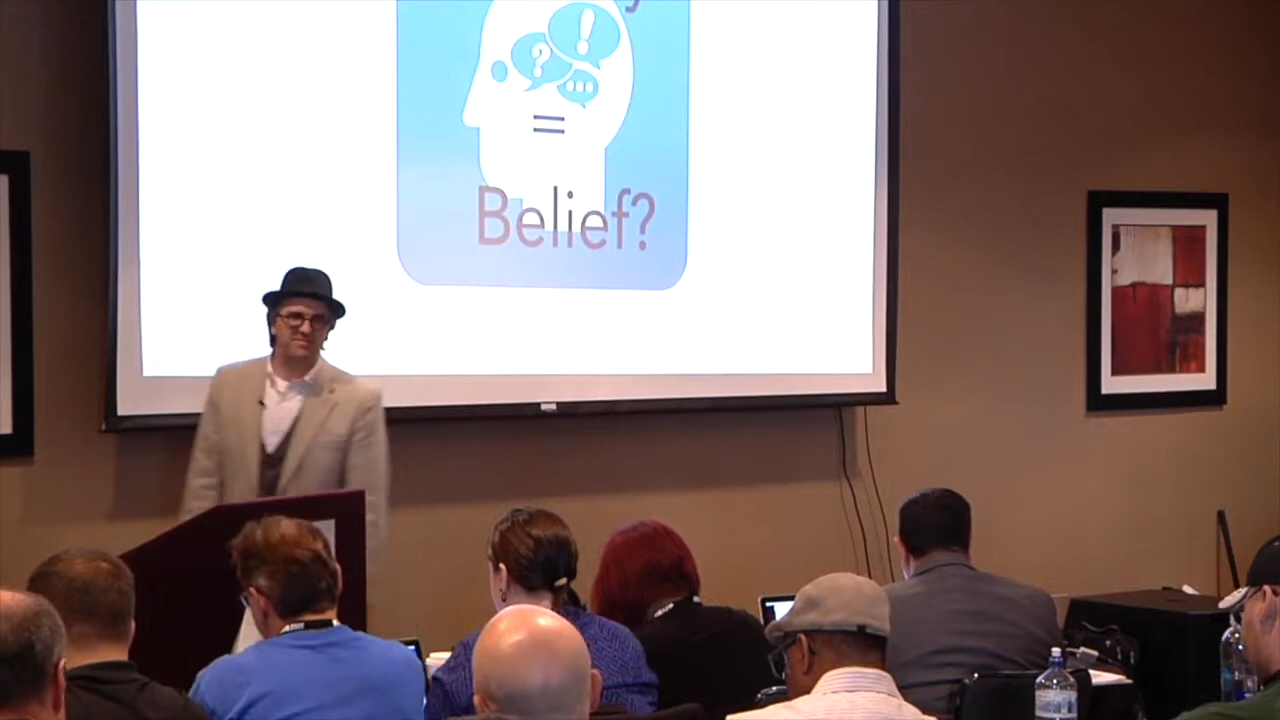 ?
!
...
=
Belief?